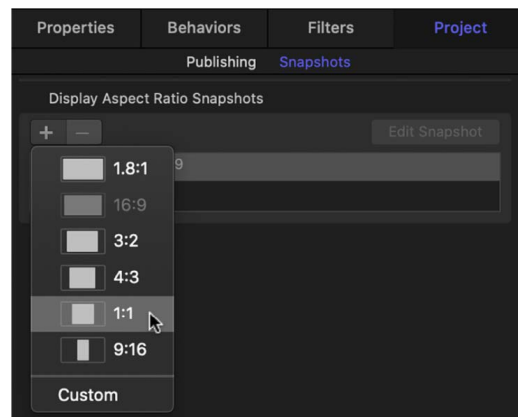 Properties Behaviors Filters Project
Publishing Snapshots
Display Aspect Ratio Snapshots
+ − Edit Snapshot
9
1.8:1
16:9
3:2
4:3
1:1
9:16
Custom